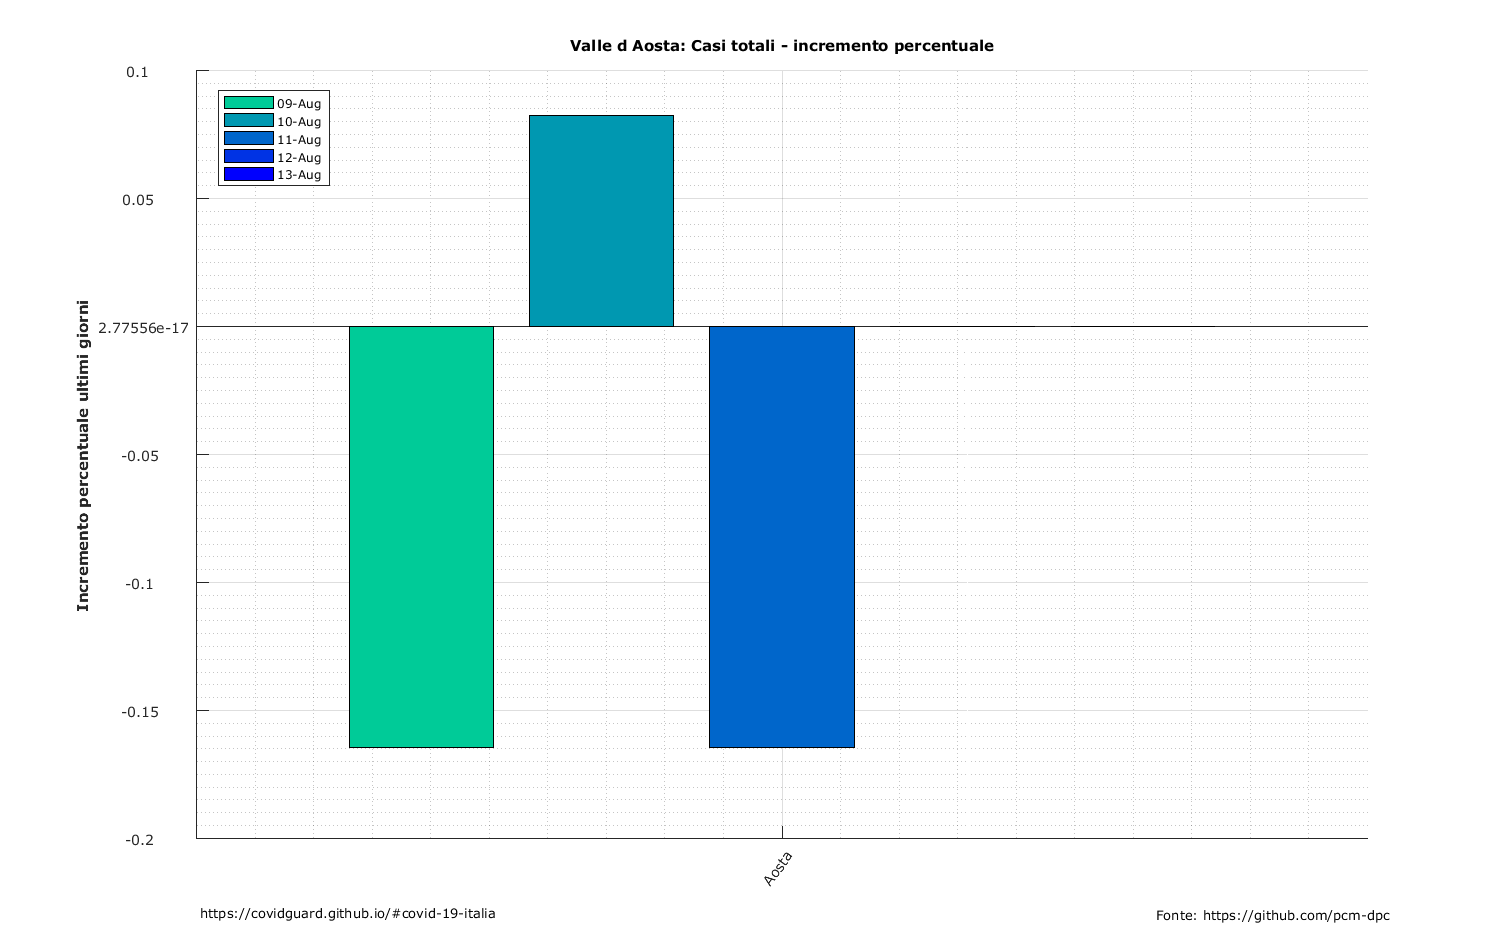 Valle d Aosta: Casi totali - incremento percentuale
0.1
0.05
2.77556e-17
-0.05
-0.1
-0.15
-0.2
Incremento percentuale ultimi giorni
09-Aug
10-Aug
11-Aug
12-Aug
13-Aug
Aosta
https://covidguard.github.io/#covid-19-italia
Fonte: https://github.com/pcm-dpc